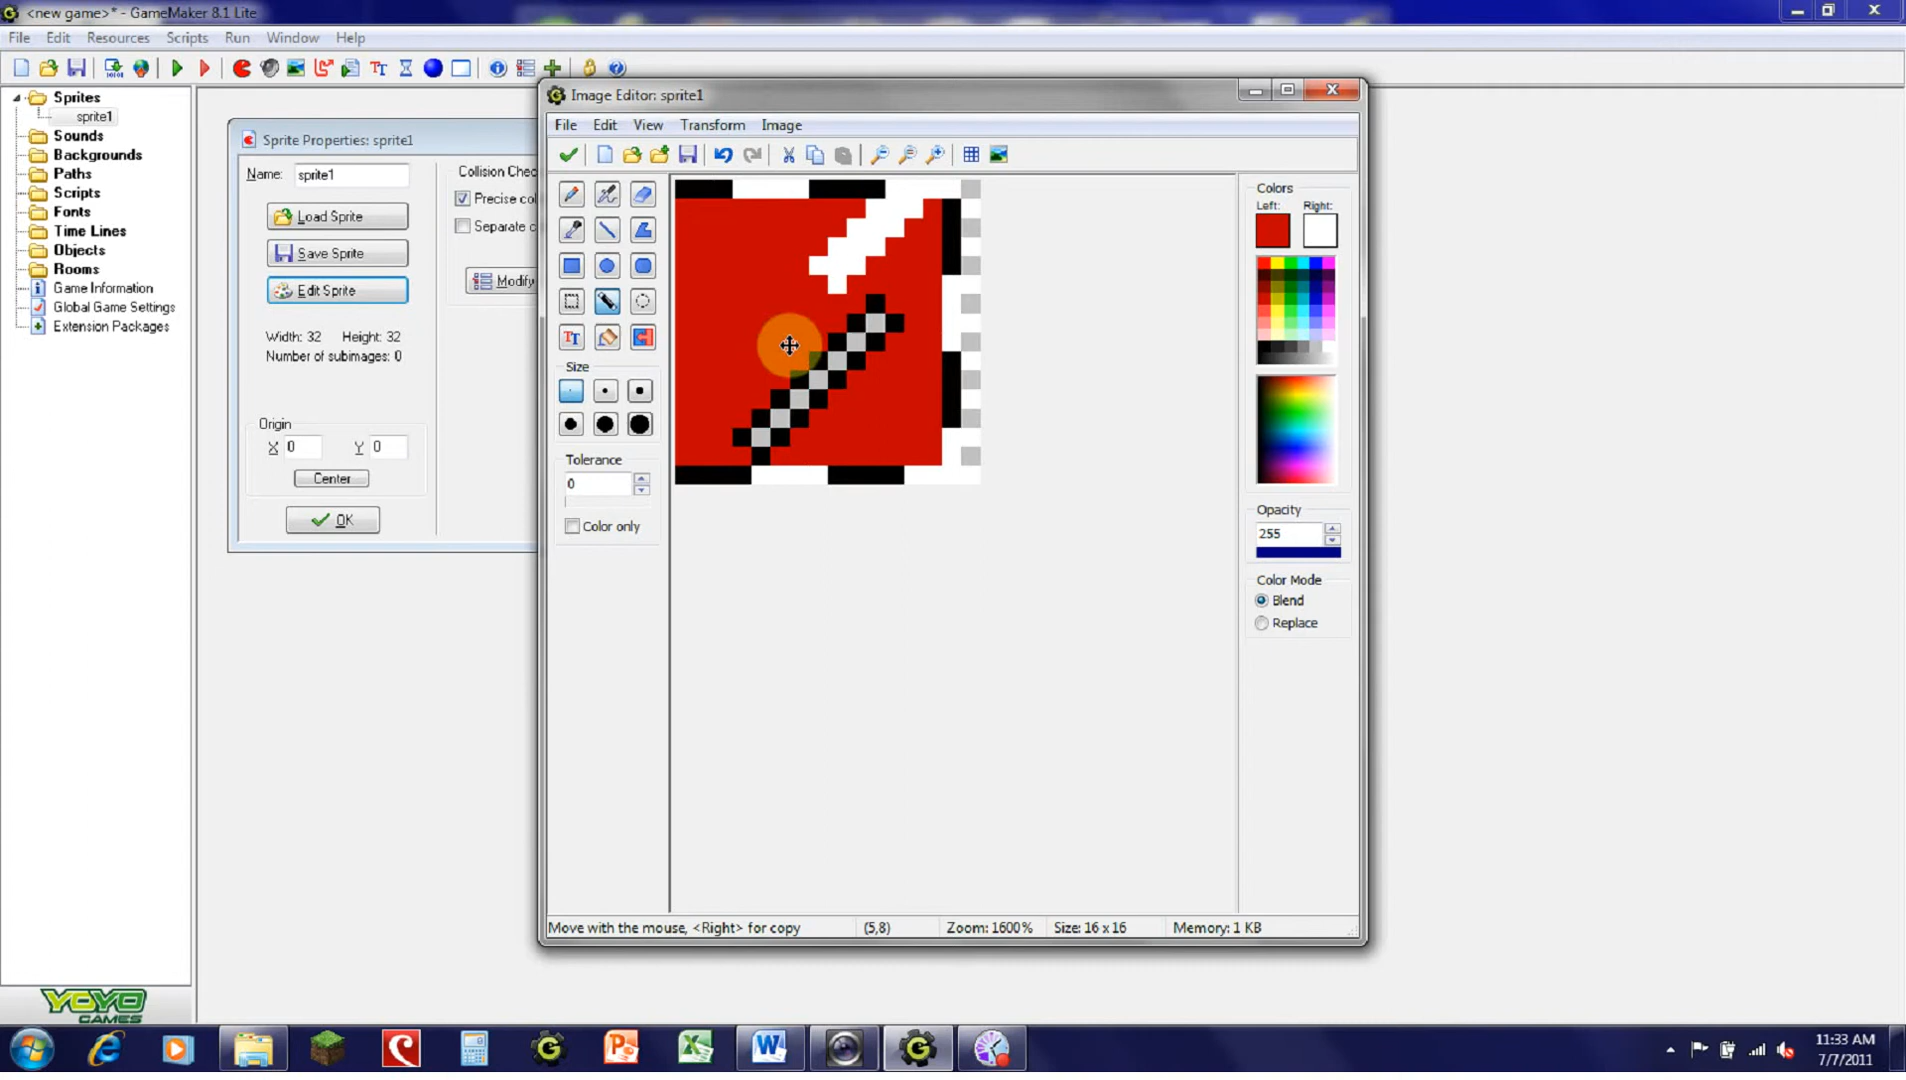 <new game>* - GameMaker 8.1 Lite
File Edit Resources Scripts Run Window Help
Sprites
sprite1
Sounds
Backgrounds
Paths
Scripts
Fonts
Time Lines
Objects
Rooms
Game Information
Global Game Settings
Extension Packages
YOYO
GAMES
Sprite Properties: sprite1
Name: sprite1
Load Sprite
Save Sprite
Edit Sprite
Width: 32 Height: 32
Number of subimages: 0
Origin
X 0 Y 0
Center
OK
Collision
Precise
Separate
Modify
Image Editor: sprite1
File Edit View Transform Image
Size
Tolerance
0
Color only
Colors
Left: Right:
Opacity
255
Color Mode
Blend
Replace
Move with the mouse, <Right> for copy (5,8) Zoom: 1600% Size: 16 x 16 Memory: 1 KB
11:33 AM
7/7/2011